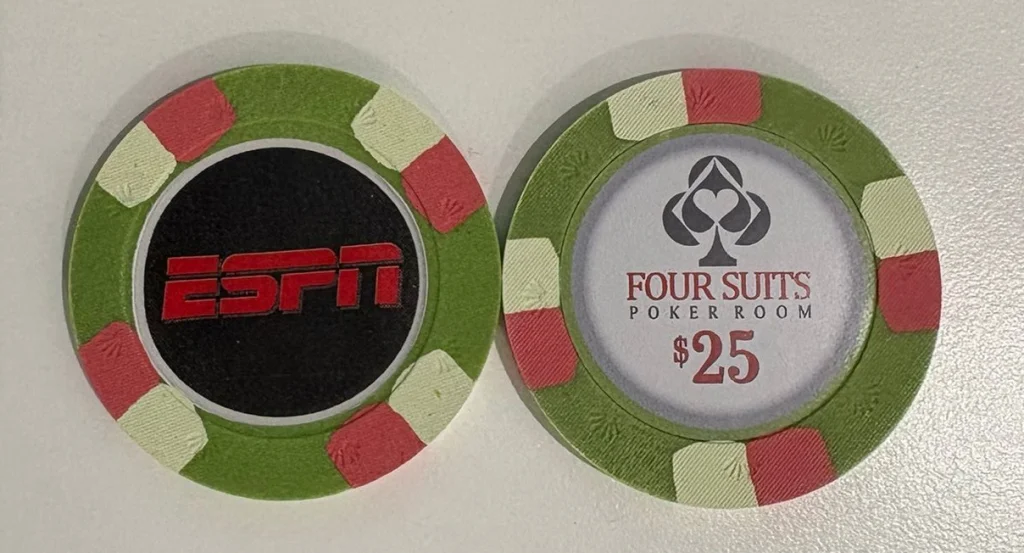 ESPN
FOUR SUITS
POKER ROOM
$25